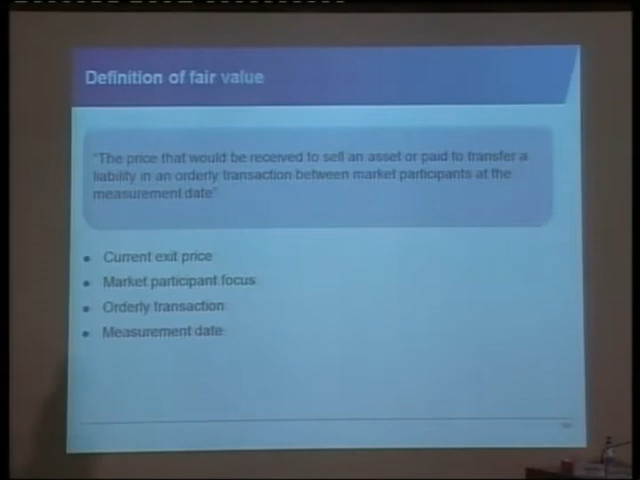 Definition of fair value
"The price that would be received to sell an asset or paid to transfer a
liability in an orderly transaction between market participants at the
measurement date"
• Current exit price
• Market participant focus
• Orderly transaction
• Measurement date